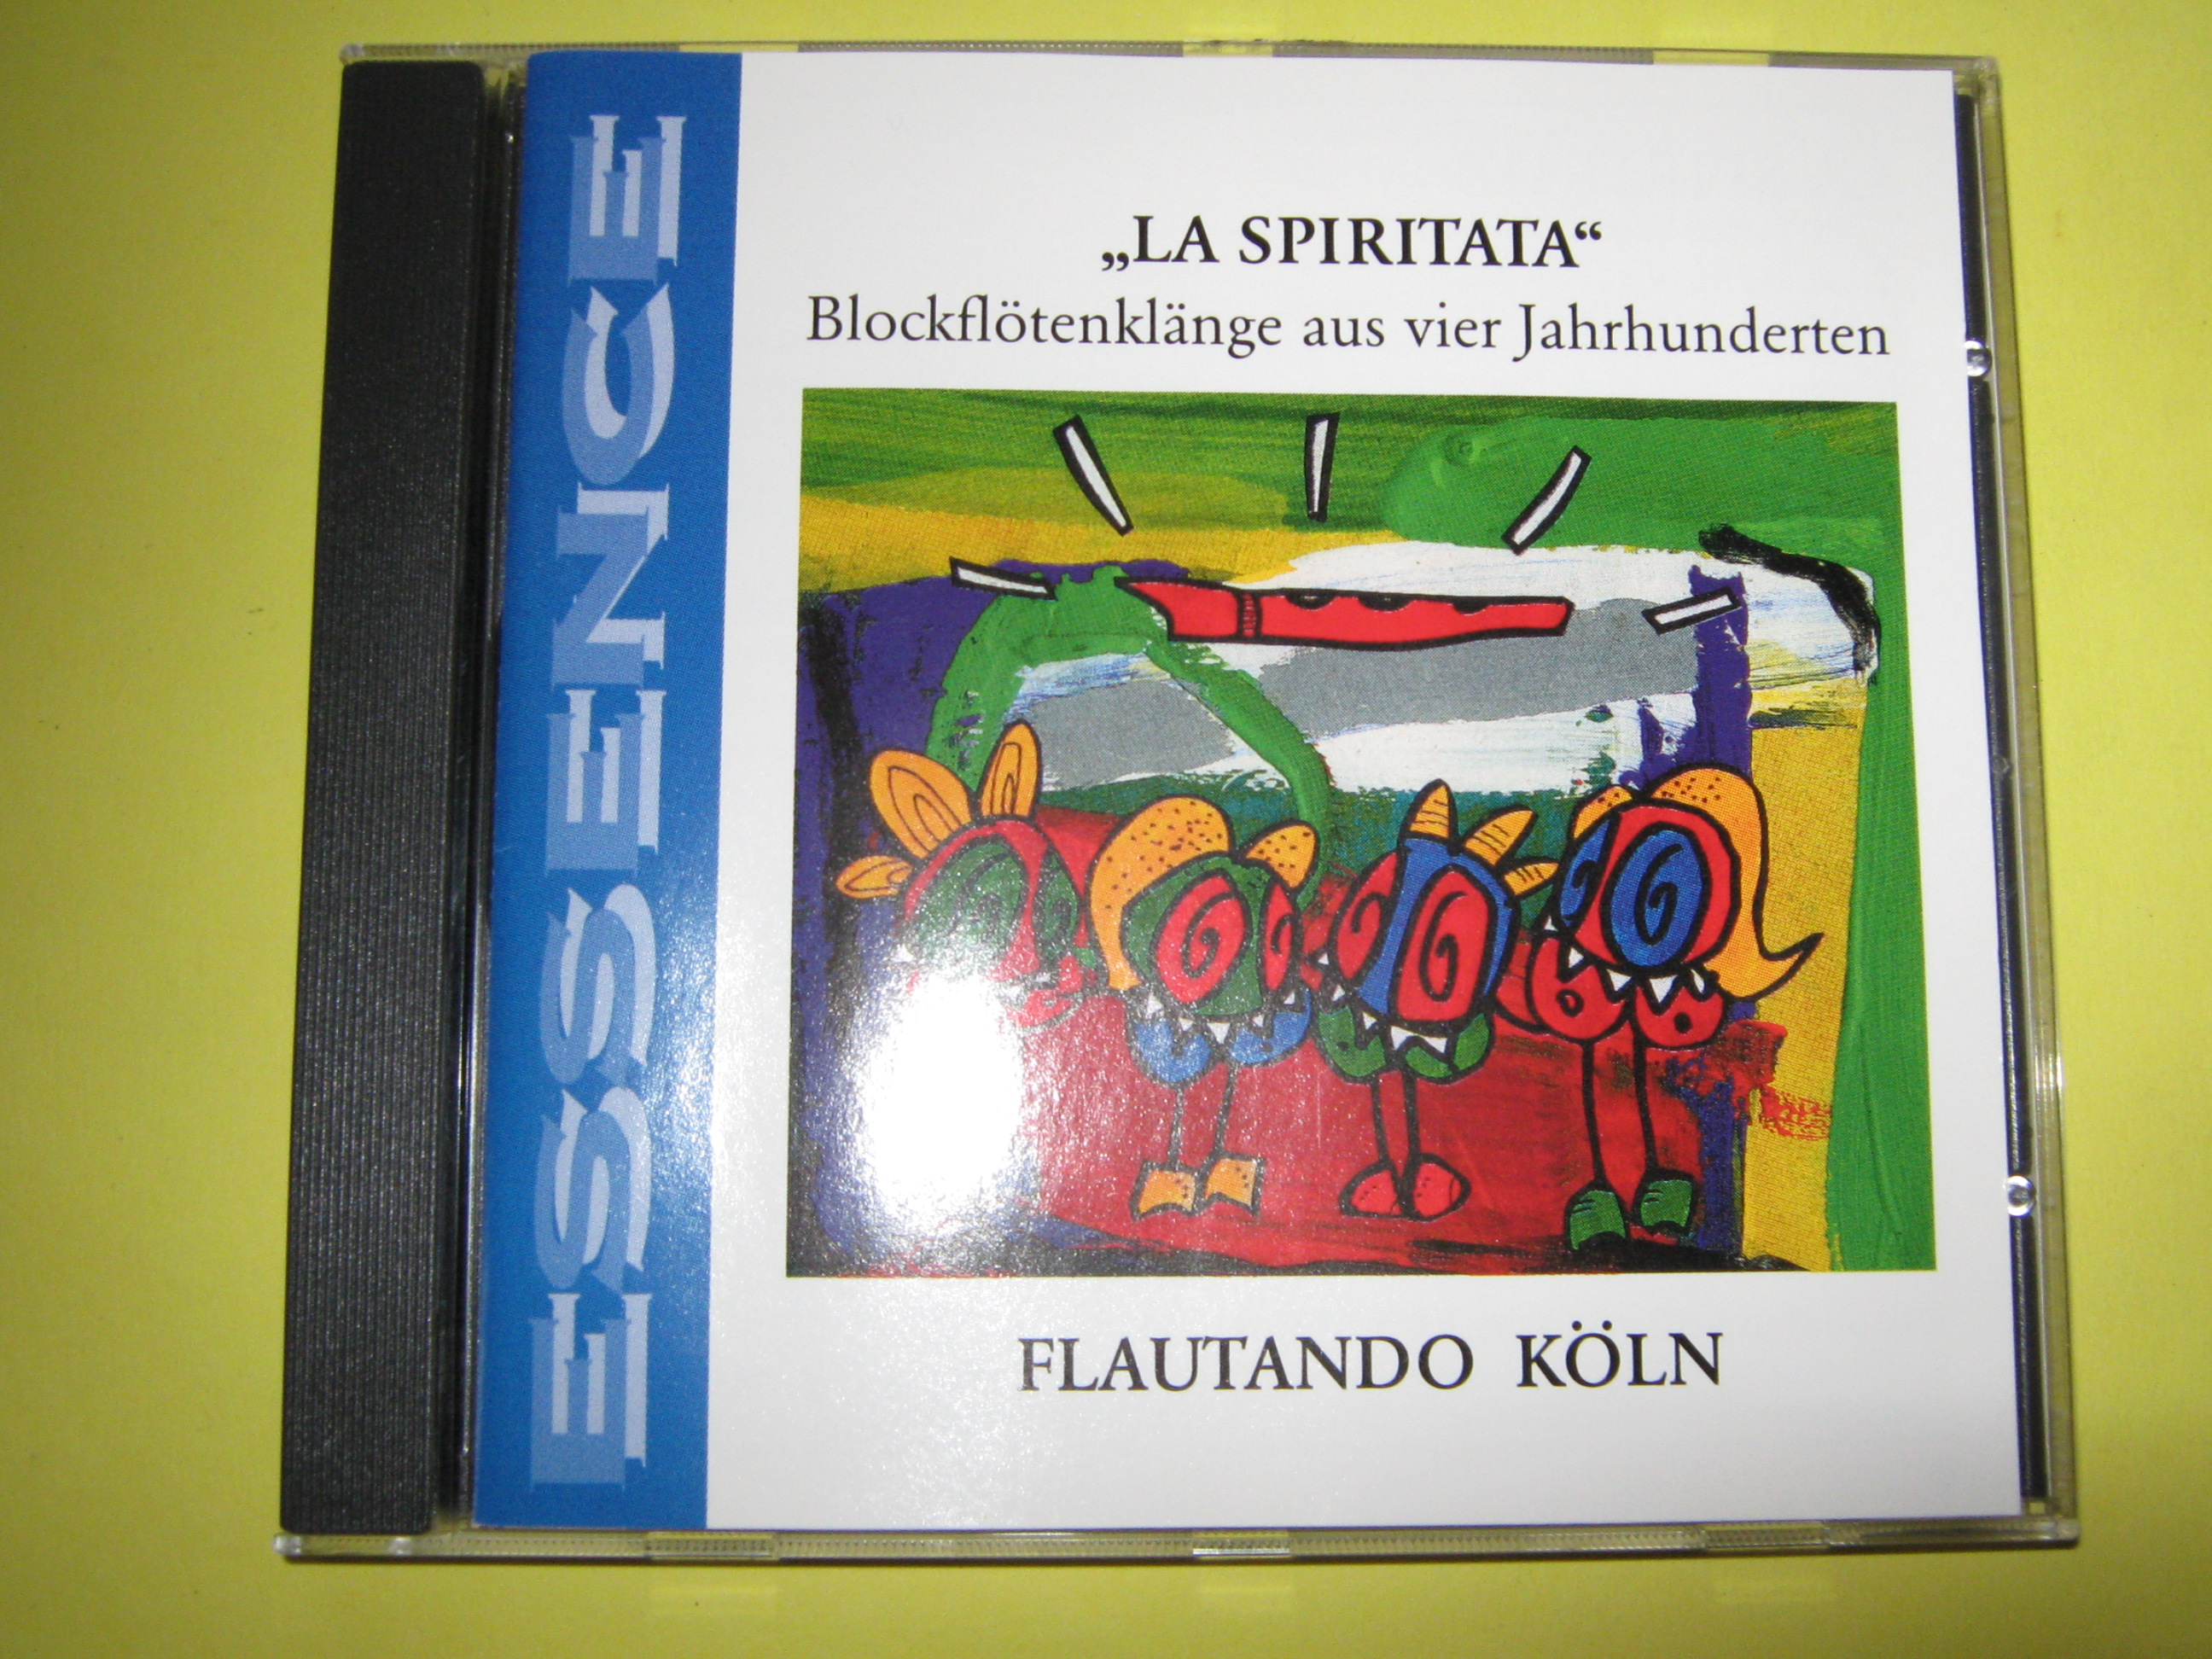 ESSENCE
„LA SPIRITATA“
Blockflötenklänge aus vier Jahrhunderten
FLAUTANDO KÖLN